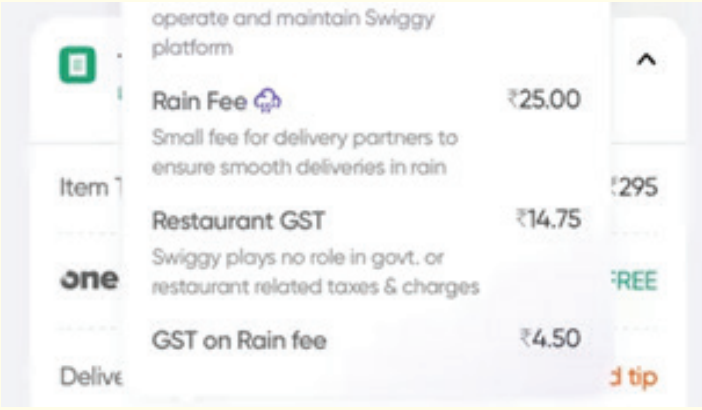 operate and maintain Swiggy
platform
Rain Fee ₹25.00
Small fee for delivery partners to
ensure smooth deliveries in rain
Item ₹295
Restaurant GST ₹14.75
Swiggy plays no role in govt. or
restaurant related taxes & charges
one FREE
GST on Rain fee ₹4.50
tip